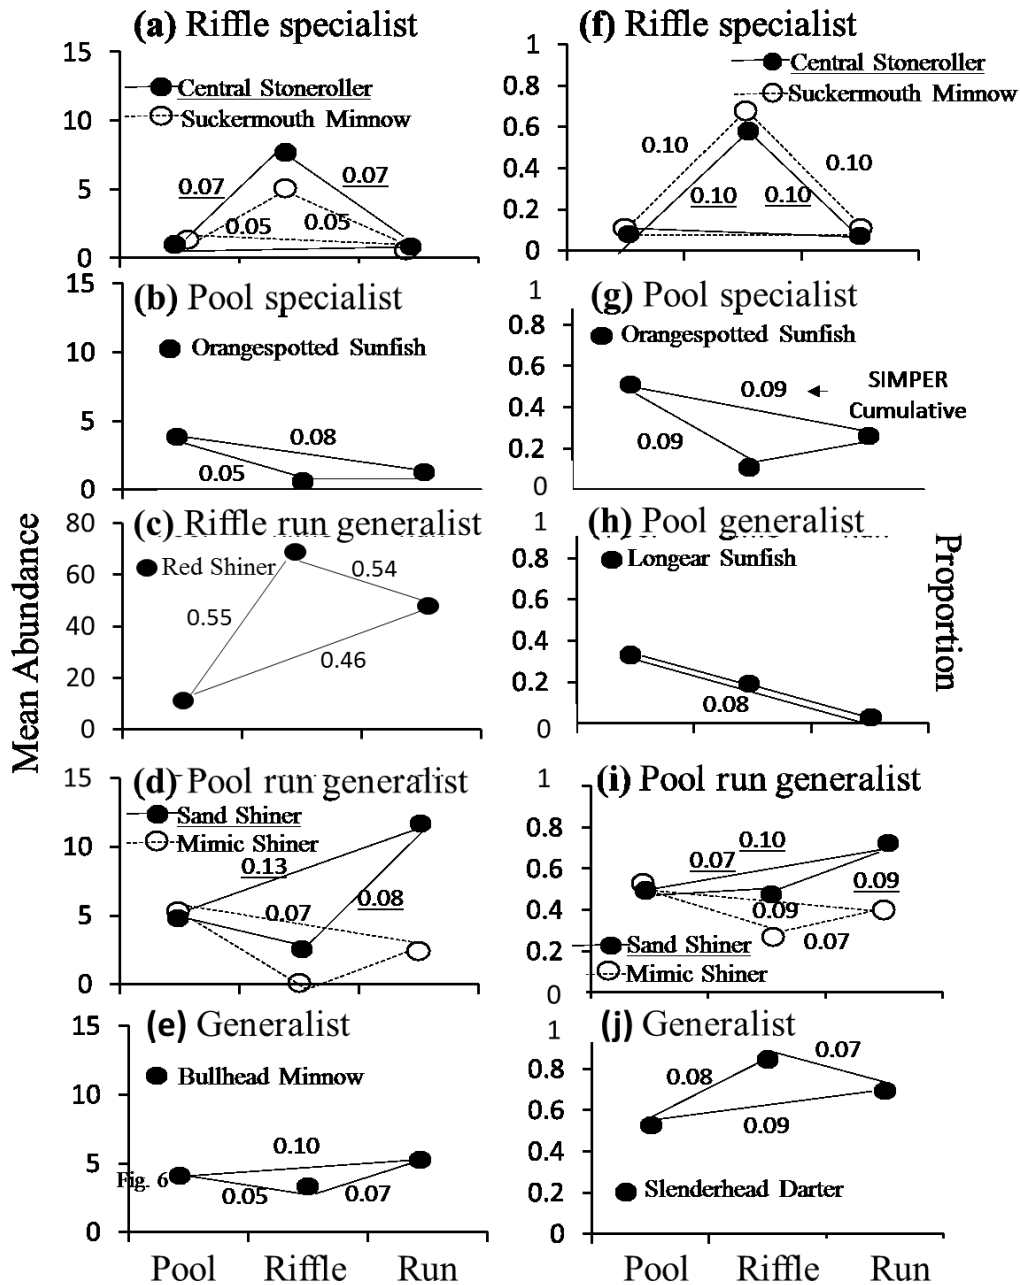 (a) Riffle specialist
15
10
5
0
Central Stoneroller
Suckermouth Minnow
0.07
0.07
0.05
0.05
(f) Riffle specialist
1
0.8
0.6
0.4
0.2
0
Central Stoneroller
Suckermouth Minnow
0.10
0.10
0.10
0.10
(b) Pool specialist
15
10
5
0
Orangespotted Sunfish
0.08
0.05
(g) Pool specialist
1
0.8
0.6
0.4
0.2
0
Orangespotted Sunfish
0.09
SIMPER
Cumulative
0.09
Mean Abundance
(c) Riffle run generalist
80
60
40
20
0
Red Shiner
0.54
0.55
0.46
(h) Pool generalist
1
0.8
0.6
0.4
0.2
0
Longear Sunfish
0.08
Proportion
(d) Pool run generalist
15
10
5
0
Sand Shiner
Mimic Shiner
0.13
0.07
0.08
(i) Pool run generalist
1
0.8
0.6
0.4
0.2
0
0.10
0.07
0.09
0.09
0.07
Sand Shiner
Mimic Shiner
(e) Generalist
15
10
5
0
Bullhead Minnow
0.10
Fig. 6
0.05
0.07
Pool Riffle Run
(j) Generalist
1
0.8
0.6
0.4
0.2
0
0.07
0.08
0.09
Slenderhead Darter
Pool Riffle Run